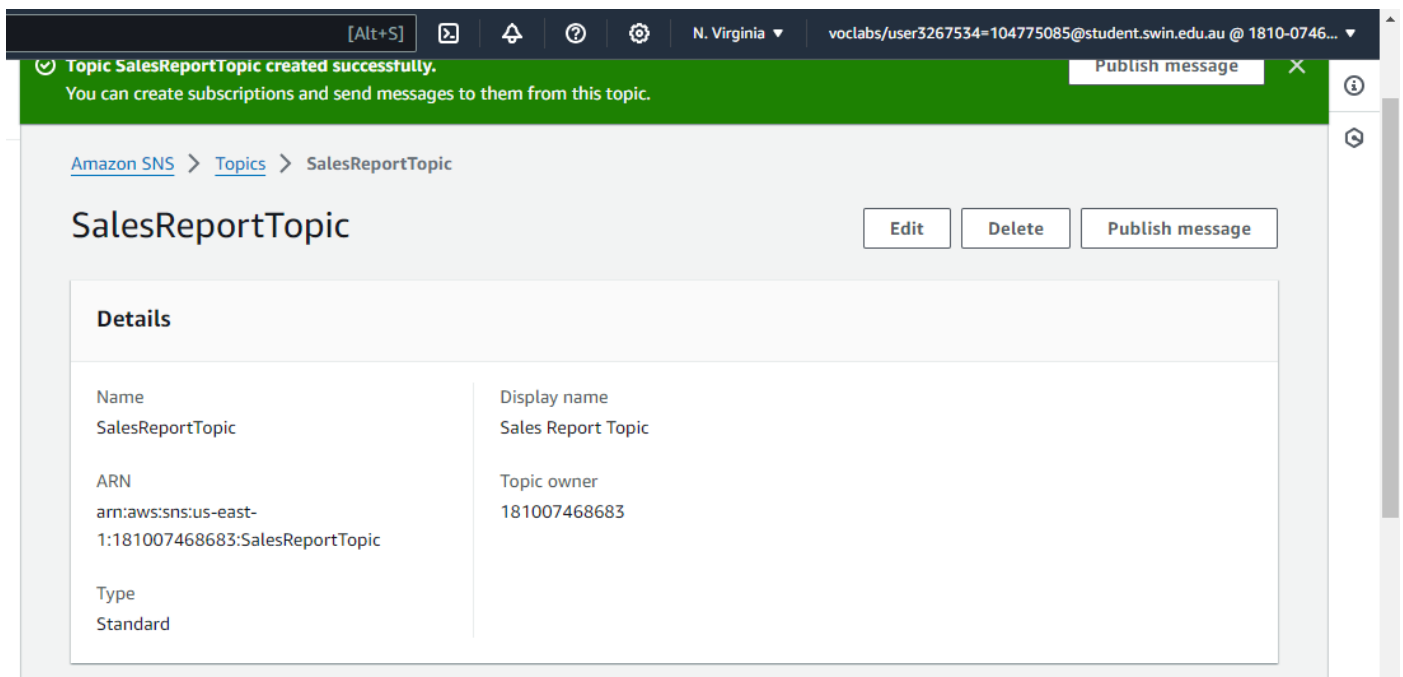 [Alt+S]
N. Virginia
voclabs/user3267534=104775085@student.swin.edu.au @ 1810-0746...
Topic SalesReportTopic created successfully.
You can create subscriptions and send messages to them from this topic.
Publish message
Amazon SNS > Topics > SalesReportTopic
SalesReportTopic
Edit
Delete
Publish message
Details
Name
SalesReportTopic
ARN
arn:aws:sns:us-east-
1:181007468683:SalesReportTopic
Type
Standard
Display name
Sales Report Topic
Topic owner
181007468683